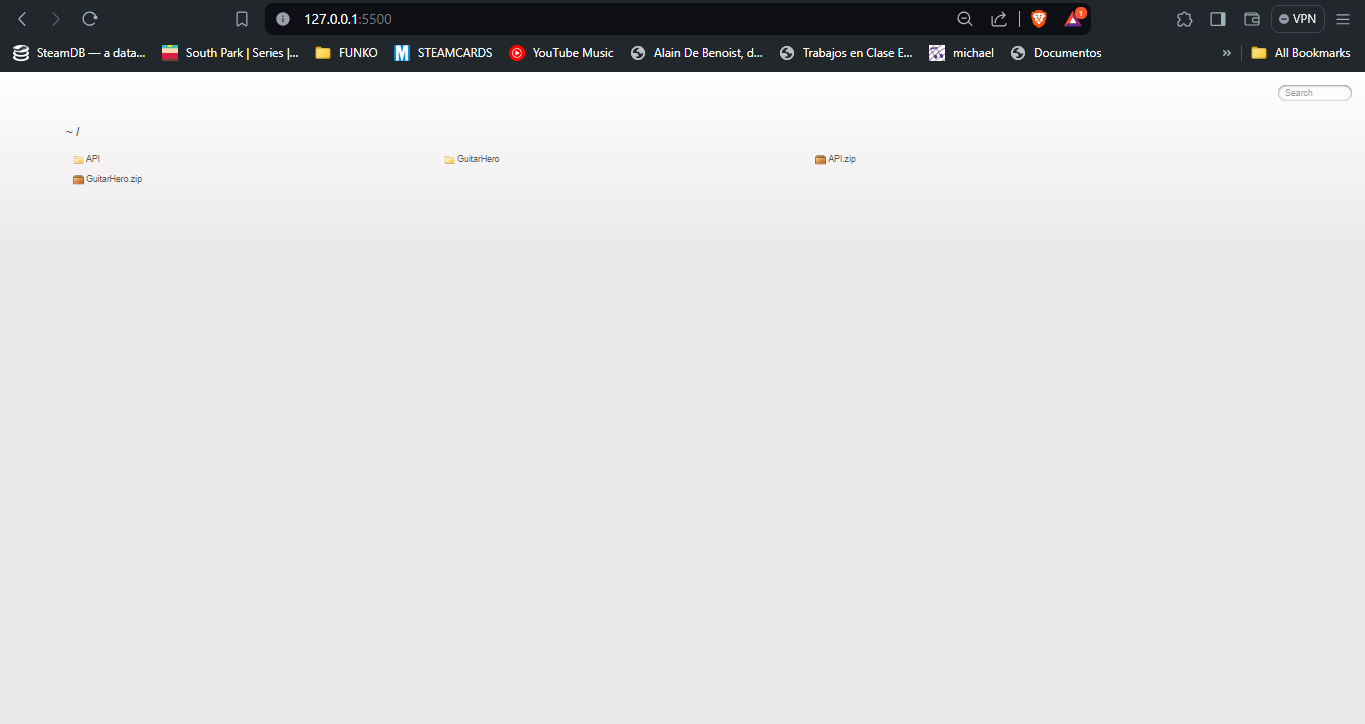 127.0.0.1:5500
1
VPN
SteamDB — a data...
South Park | Series |...
FUNKO
M
STEAMCARDS
YouTube Music
Alain De Benoist, d...
Trabajos en Clase E...
michael
Documentos
»
All Bookmarks
Search
~ /
API
GuitarHero
API.zip
GuitarHero.zip